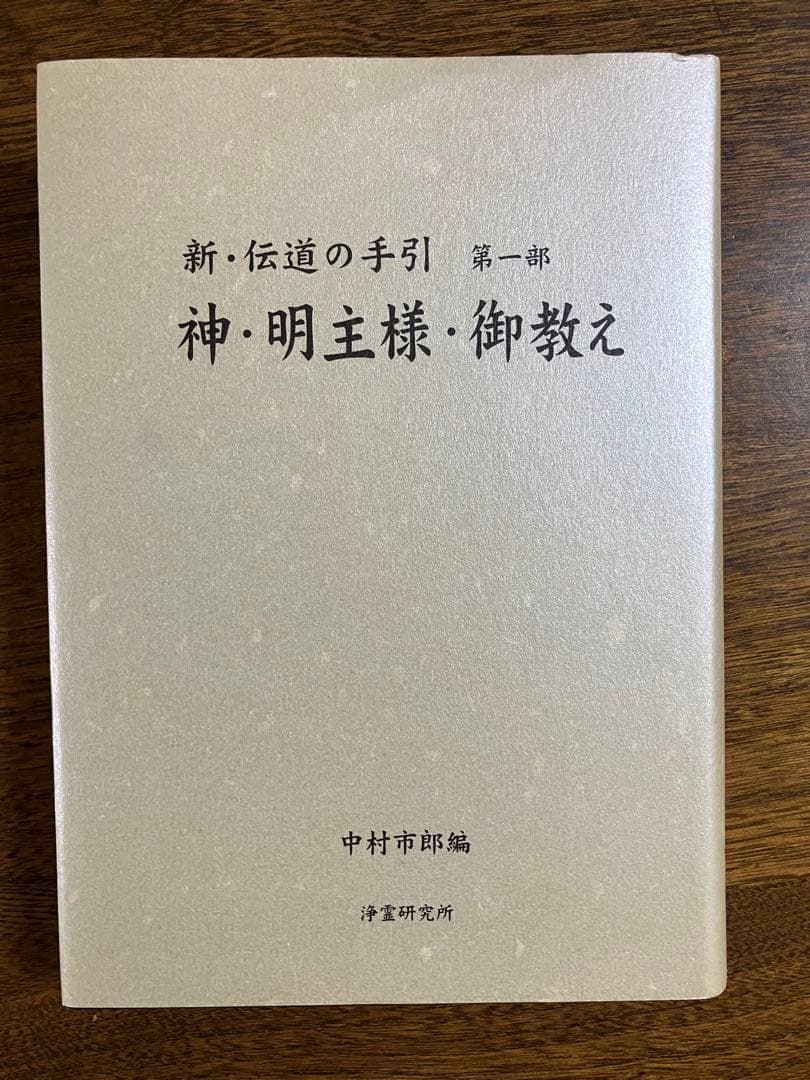 新・伝道の手引　第一部
神・明主様・御教え
中村市郎編
浄霊研究所